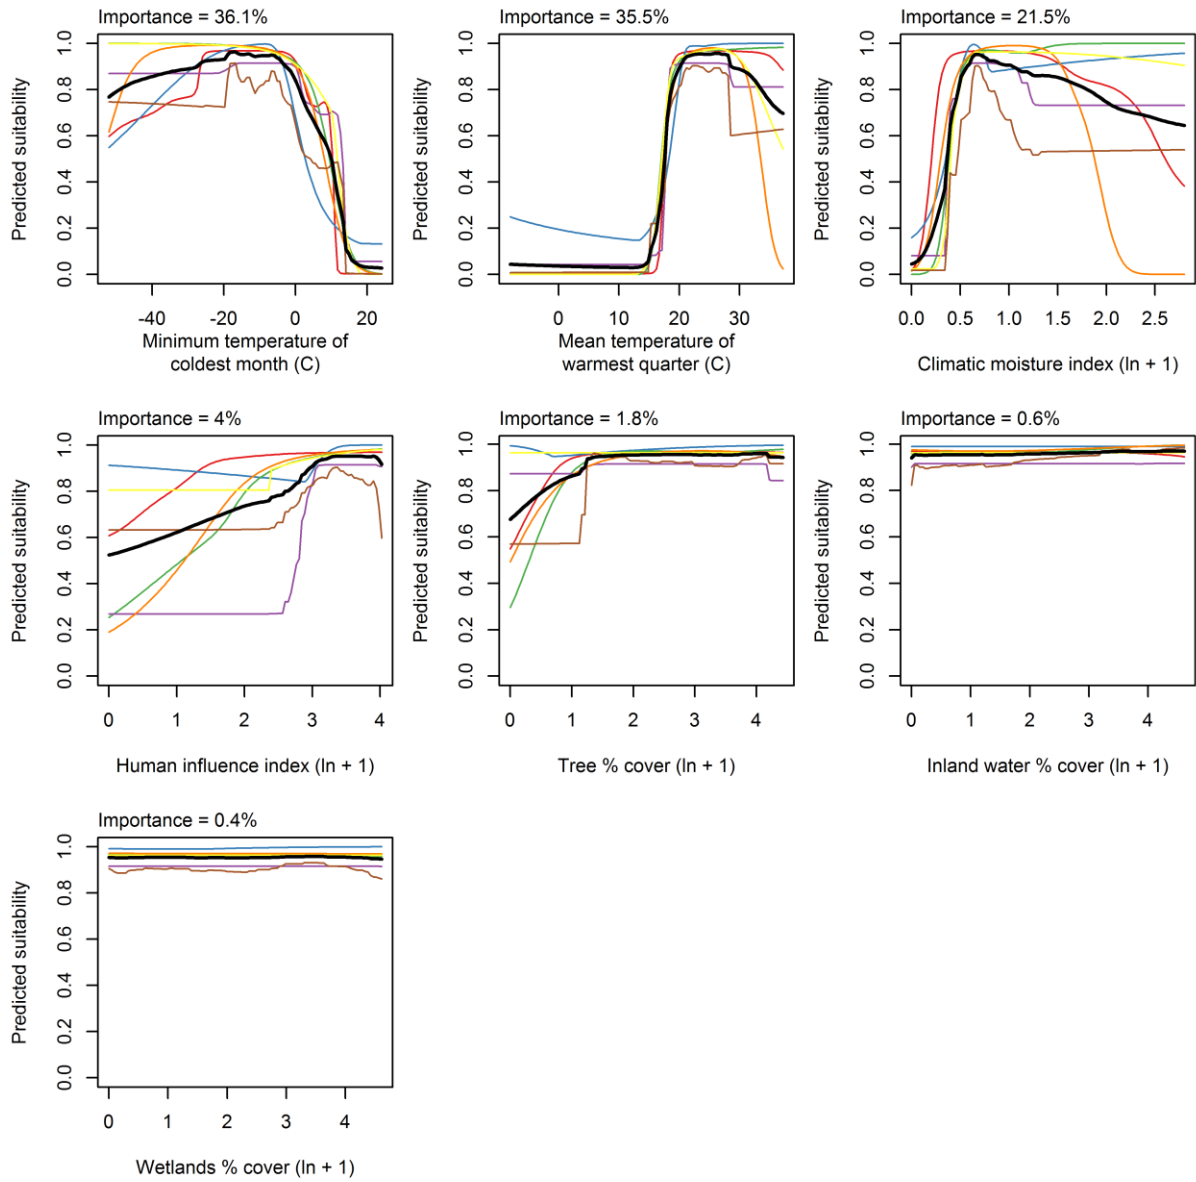 Importance = 36.1%
Predicted suitability
0.0 0.2 0.4 0.6 0.8 1.0
-40 -20 0 20
Minimum temperature of
coldest month (C)
Importance = 35.5%
Predicted suitability
0.0 0.2 0.4 0.6 0.8 1.0
0 10 20 30
Mean temperature of
warmest quarter (C)
Importance = 21.5%
Predicted suitability
0.0 0.2 0.4 0.6 0.8 1.0
0.0 0.5 1.0 1.5 2.0 2.5
Climatic moisture index (ln + 1)
Importance = 4%
Predicted suitability
0.0 0.2 0.4 0.6 0.8 1.0
0 1 2 3 4
Human influence index (ln + 1)
Importance = 1.8%
Predicted suitability
0.0 0.2 0.4 0.6 0.8 1.0
0 1 2 3 4
Tree % cover (ln + 1)
Importance = 0.6%
Predicted suitability
0.0 0.2 0.4 0.6 0.8 1.0
0 1 2 3 4
Inland water % cover (ln + 1)
Importance = 0.4%
Predicted suitability
0.0 0.2 0.4 0.6 0.8 1.0
0 1 2 3 4
Wetlands % cover (ln + 1)